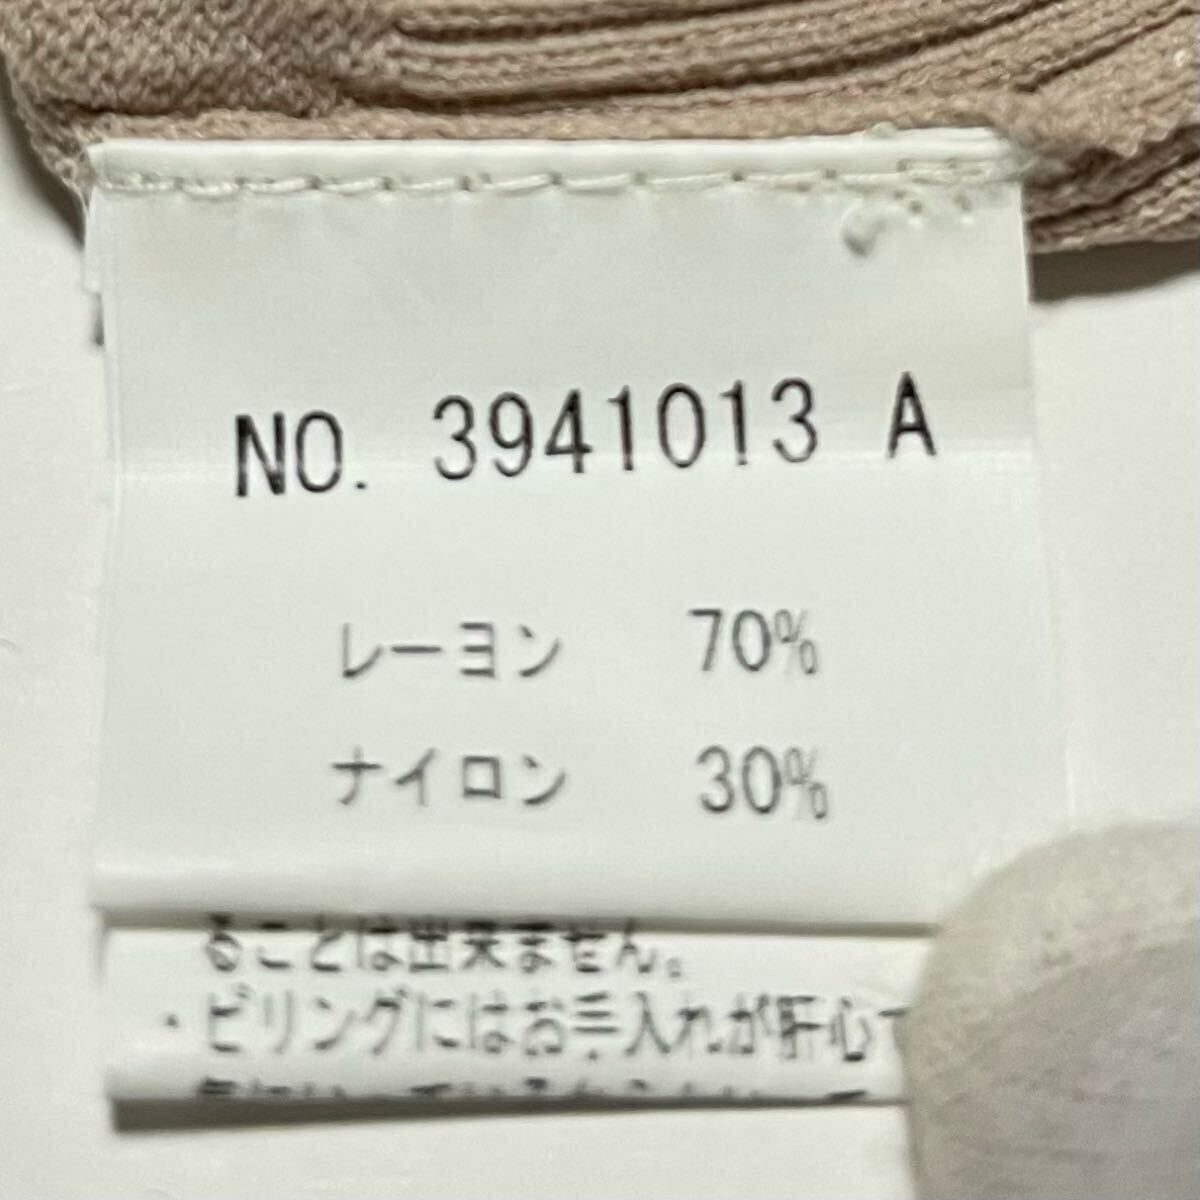 NO. 3941013 A
レーヨン 70%
ナイロン 30%
ることは出来ません。
・ピリングにはお手入れが肝心で